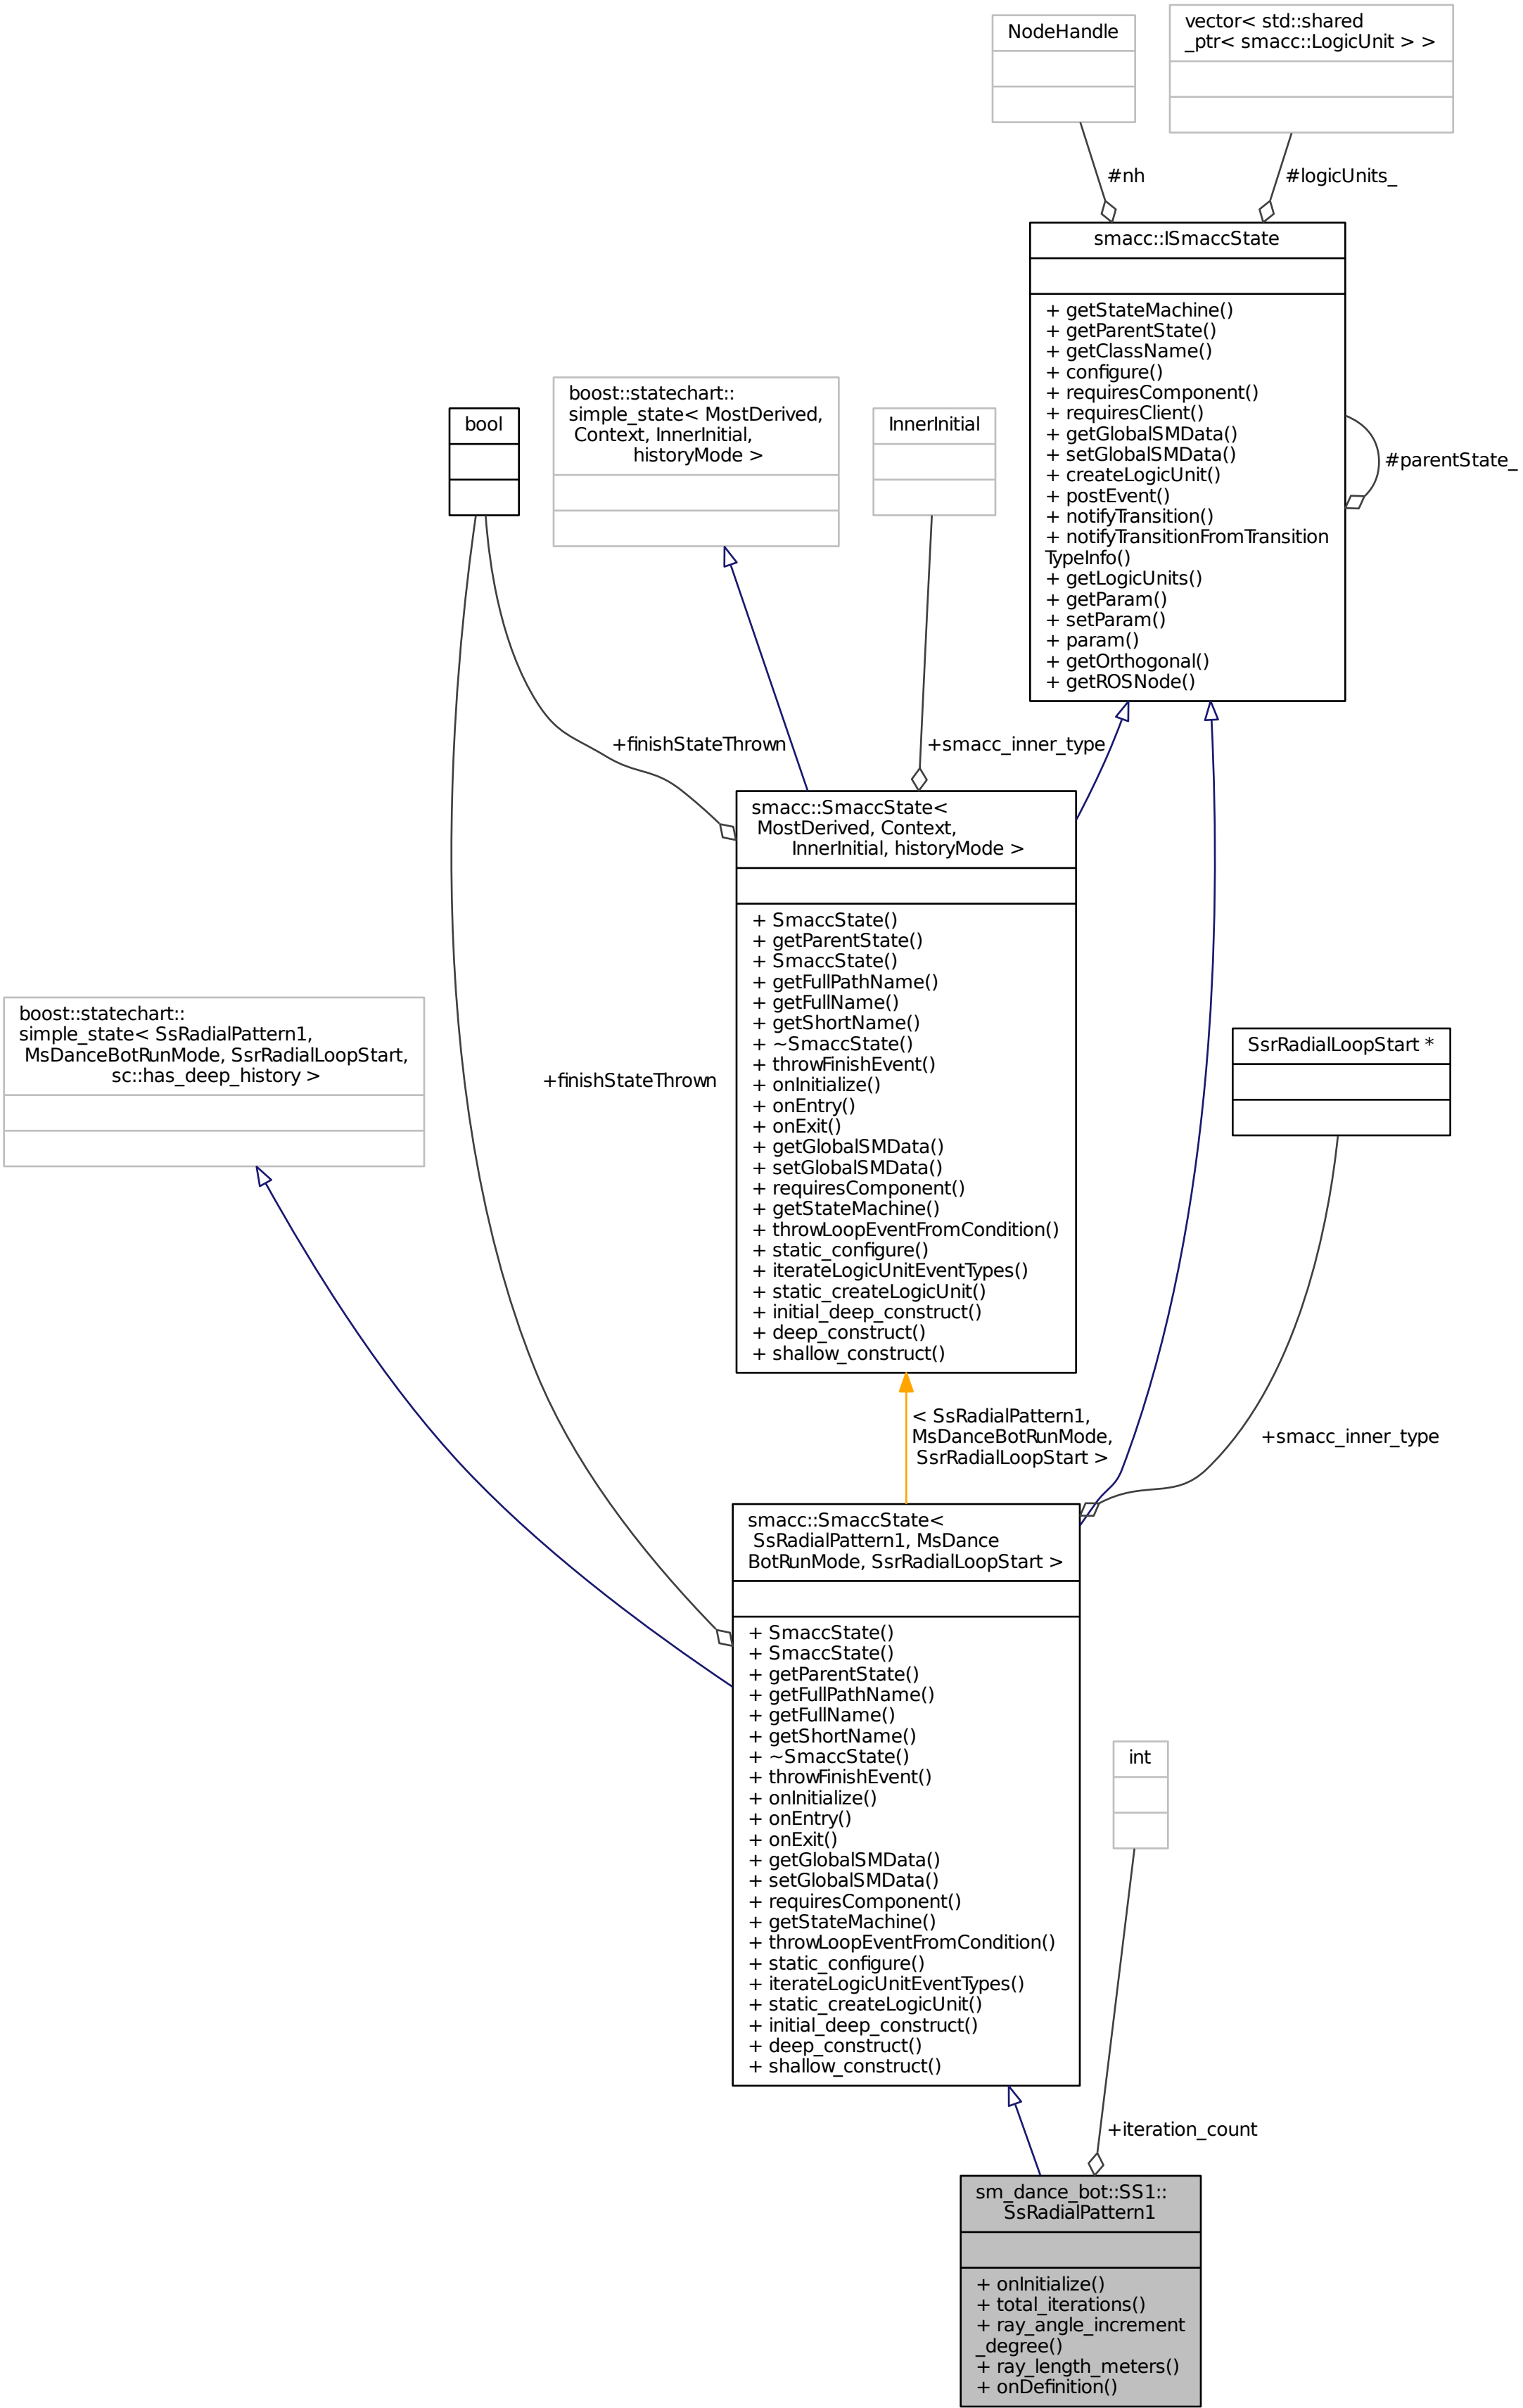 NodeHandle
vector< std::shared
_ptr< smacc::LogicUnit > >
#nh
#logicUnits_
smacc::ISmaccState
+ getStateMachine()
+ getParentState()
+ getClassName()
+ configure()
+ requiresComponent()
+ requiresClient()
+ getGlobalSMData()
+ setGlobalSMData()
+ createLogicUnit()
+ postEvent()
+ notifyTransition()
+ notifyTransitionFromTransition
TypeInfo()
+ getLogicUnits()
+ getParam()
+ setParam()
+ param()
+ getOrthogonal()
+ getROSNode()
#parentState_
bool
boost::statechart::
simple_state< MostDerived,
Context, InnerInitial,
historyMode >
InnerInitial
+finishStateThrown
+smacc_inner_type
smacc::SmaccState<
MostDerived, Context,
InnerInitial, historyMode >
+ SmaccState()
+ getParentState()
+ SmaccState()
+ getFullPathName()
+ getFullName()
+ getShortName()
+ ~SmaccState()
+ throwFinishEvent()
+ onInitialize()
+ onEntry()
+ onExit()
+ getGlobalSMData()
+ setGlobalSMData()
+ requiresComponent()
+ getStateMachine()
+ throwLoopEventFromCondition()
+ static_configure()
+ iterateLogicUnitEventTypes()
+ static_createLogicUnit()
+ initial_deep_construct()
+ deep_construct()
+ shallow_construct()
boost::statechart::
simple_state< SsRadialPattern1,
MsDanceBotRunMode, SsrRadialLoopStart,
sc::has_deep_history >
+finishStateThrown
SsrRadialLoopStart *
< SsRadialPattern1,
MsDanceBotRunMode,
SsrRadialLoopStart >
+smacc_inner_type
smacc::SmaccState<
SsRadialPattern1, MsDance
BotRunMode, SsrRadialLoopStart >
+ SmaccState()
+ SmaccState()
+ getParentState()
+ getFullPathName()
+ getFullName()
+ getShortName()
+ ~SmaccState()
+ throwFinishEvent()
+ onInitialize()
+ onEntry()
+ onExit()
+ getGlobalSMData()
+ setGlobalSMData()
+ requiresComponent()
+ getStateMachine()
+ throwLoopEventFromCondition()
+ static_configure()
+ iterateLogicUnitEventTypes()
+ static_createLogicUnit()
+ initial_deep_construct()
+ deep_construct()
+ shallow_construct()
int
+iteration_count
sm_dance_bot::SS1::
SsRadialPattern1
+ onInitialize()
+ total_iterations()
+ ray_angle_increment
_degree()
+ ray_length_meters()
+ onDefinition()